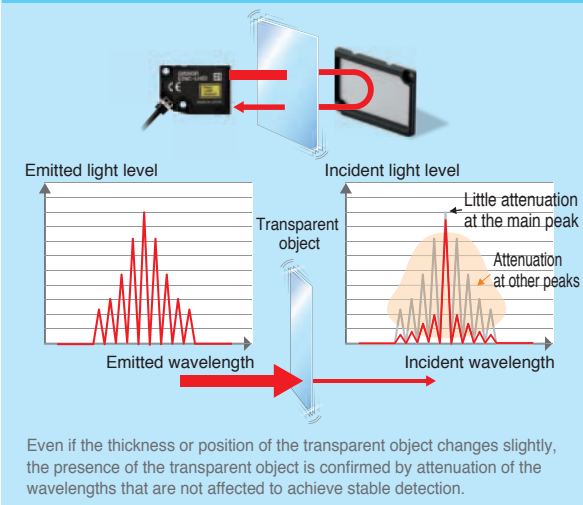 OMRON
CE
Emitted light level
Incident light level
Little attenuation
at the main peak
Transparent
object
Attenuation
at other peaks
Emitted wavelength
Incident wavelength
Even if the thickness or position of the transparent object changes slightly,
the presence of the transparent object is confirmed by attenuation of the
wavelengths that are not affected to achieve stable detection.